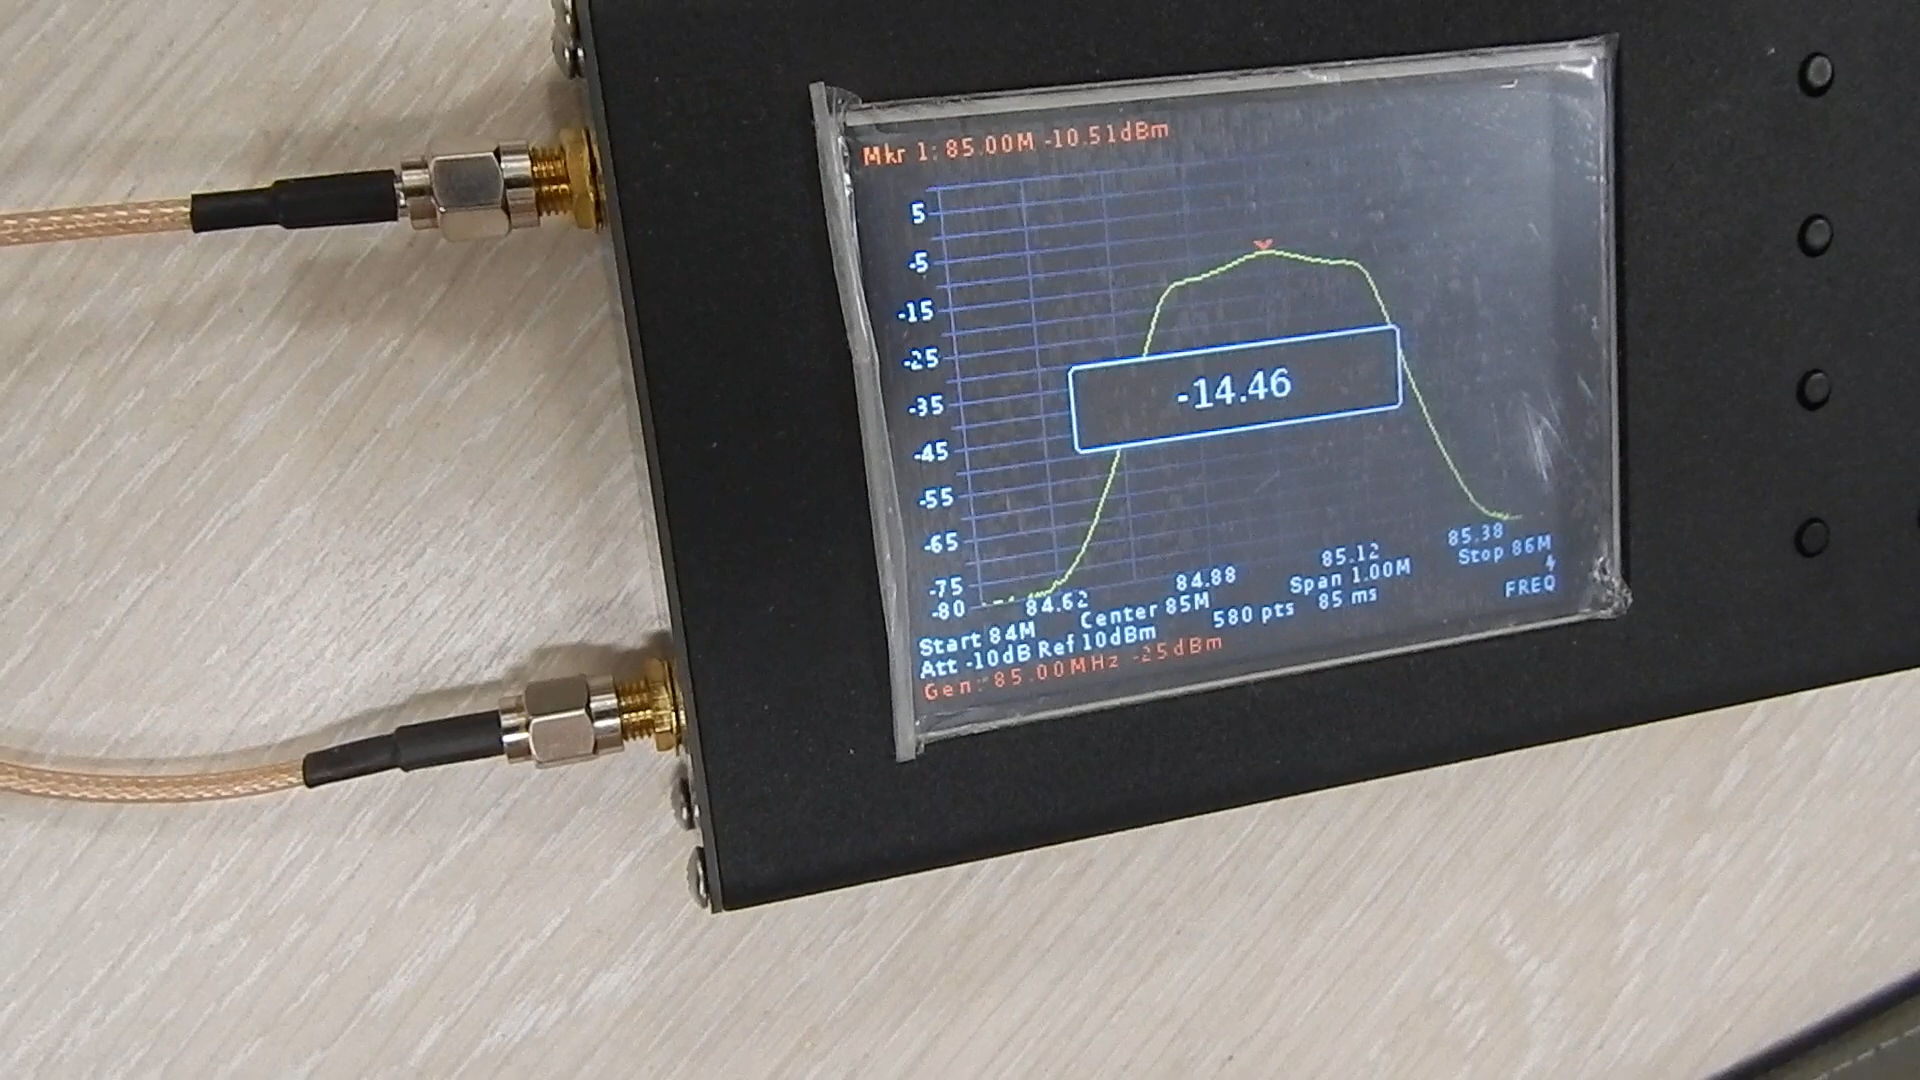 Mkr 1: 85.00M -10.51dBm
5
-5
-15
-25
-35
-45
-55
-65
-75
-80
-14.46
84.62 84.88 85.12 85.38
Start 84M Center 85M Span 1.00M Stop 86M
Att -10dB Ref 10dBm 580 pts 85 ms
FREQ
Gen: 85.00MHz -25dBm